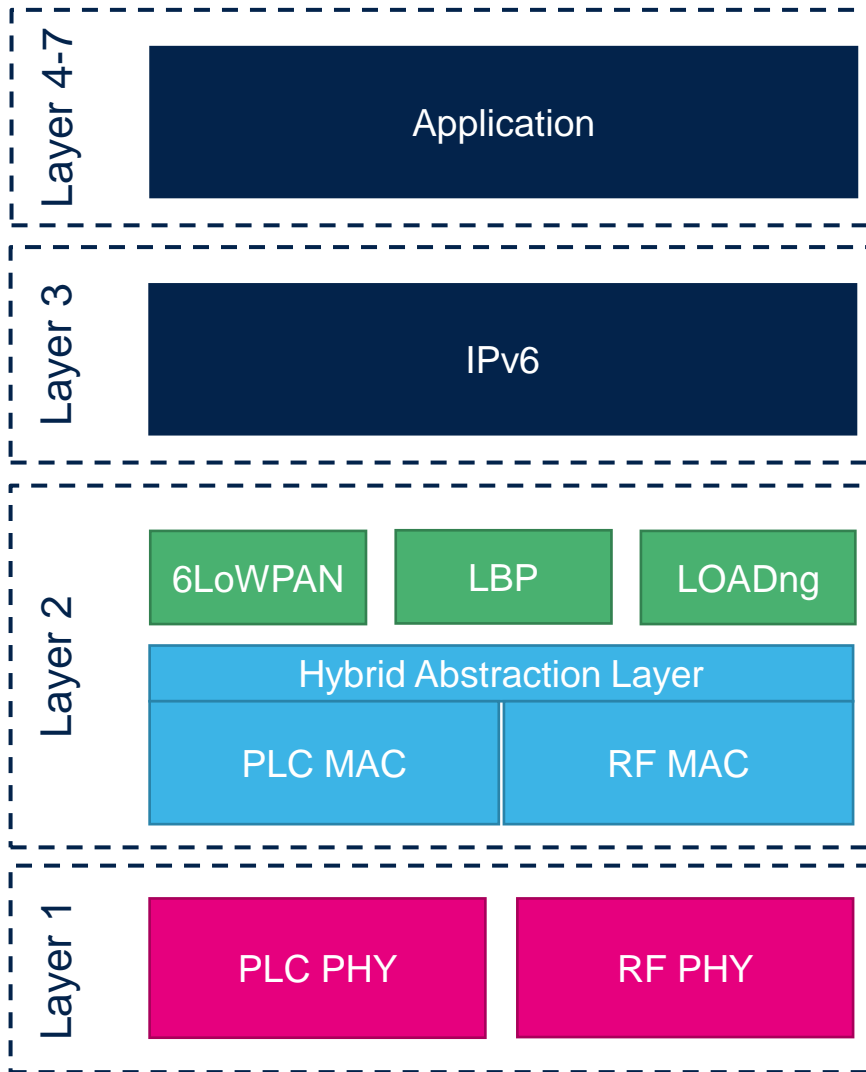 Layer 4-7
Application
Layer 3
IPv6
Layer 2
6LoWPAN
LBP
LOADng
Hybrid Abstraction Layer
PLC MAC
RF MAC
Layer 1
PLC PHY
RF PHY